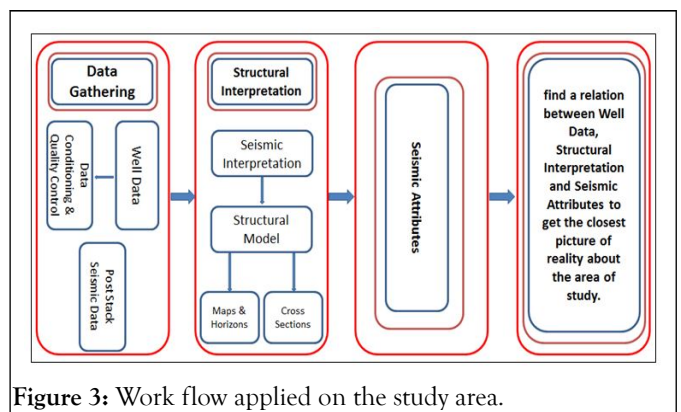 Data
Gathering
Data
Conditioning &
Quality Control
Well Data
Post Stack
Seismic Data
Structural
Interpretation
Seismic
Interpretation
Structural
Model
Maps &
Horizons
Cross
Sections
Seismic Attributes
find a relation
between Well
Data,
Structural
Interpretation
and Seismic
Attributes to
get the closest
picture of
reality about
the area of
study.
Figure 3: Work flow applied on the study area.